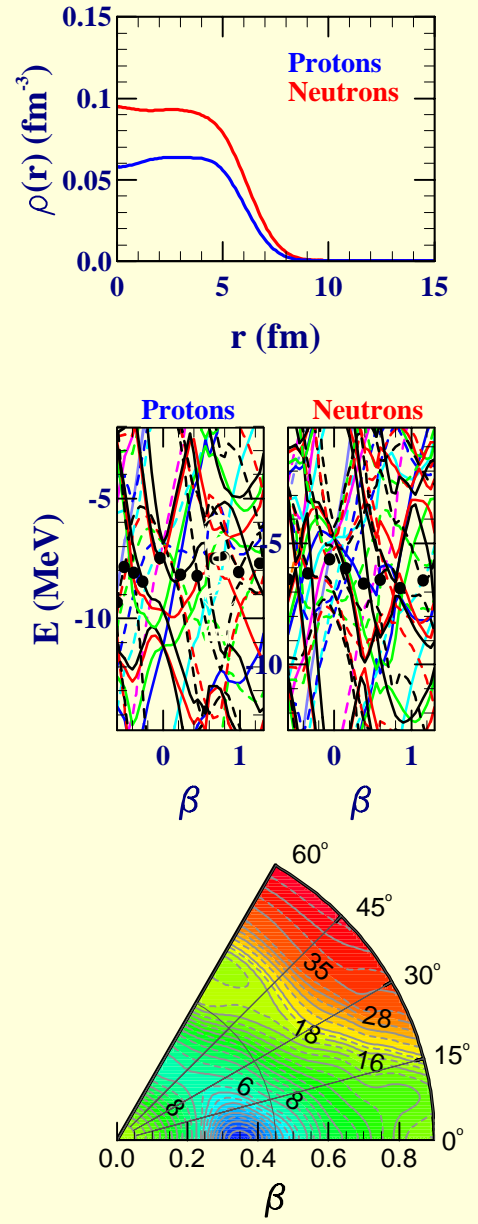 0.15
Protons
Neutrons
0.1
0.05
0.0
ρ(r) (fm-3)
0 5 10 15
r (fm)
Protons Neutrons
-5
-10
E (MeV)
-5
10
0 1 0 1
β β
60°
45°
30°
15°
0°
35
28
18
16
6
8
8
0.0 0.2 0.4 0.6 0.8
β